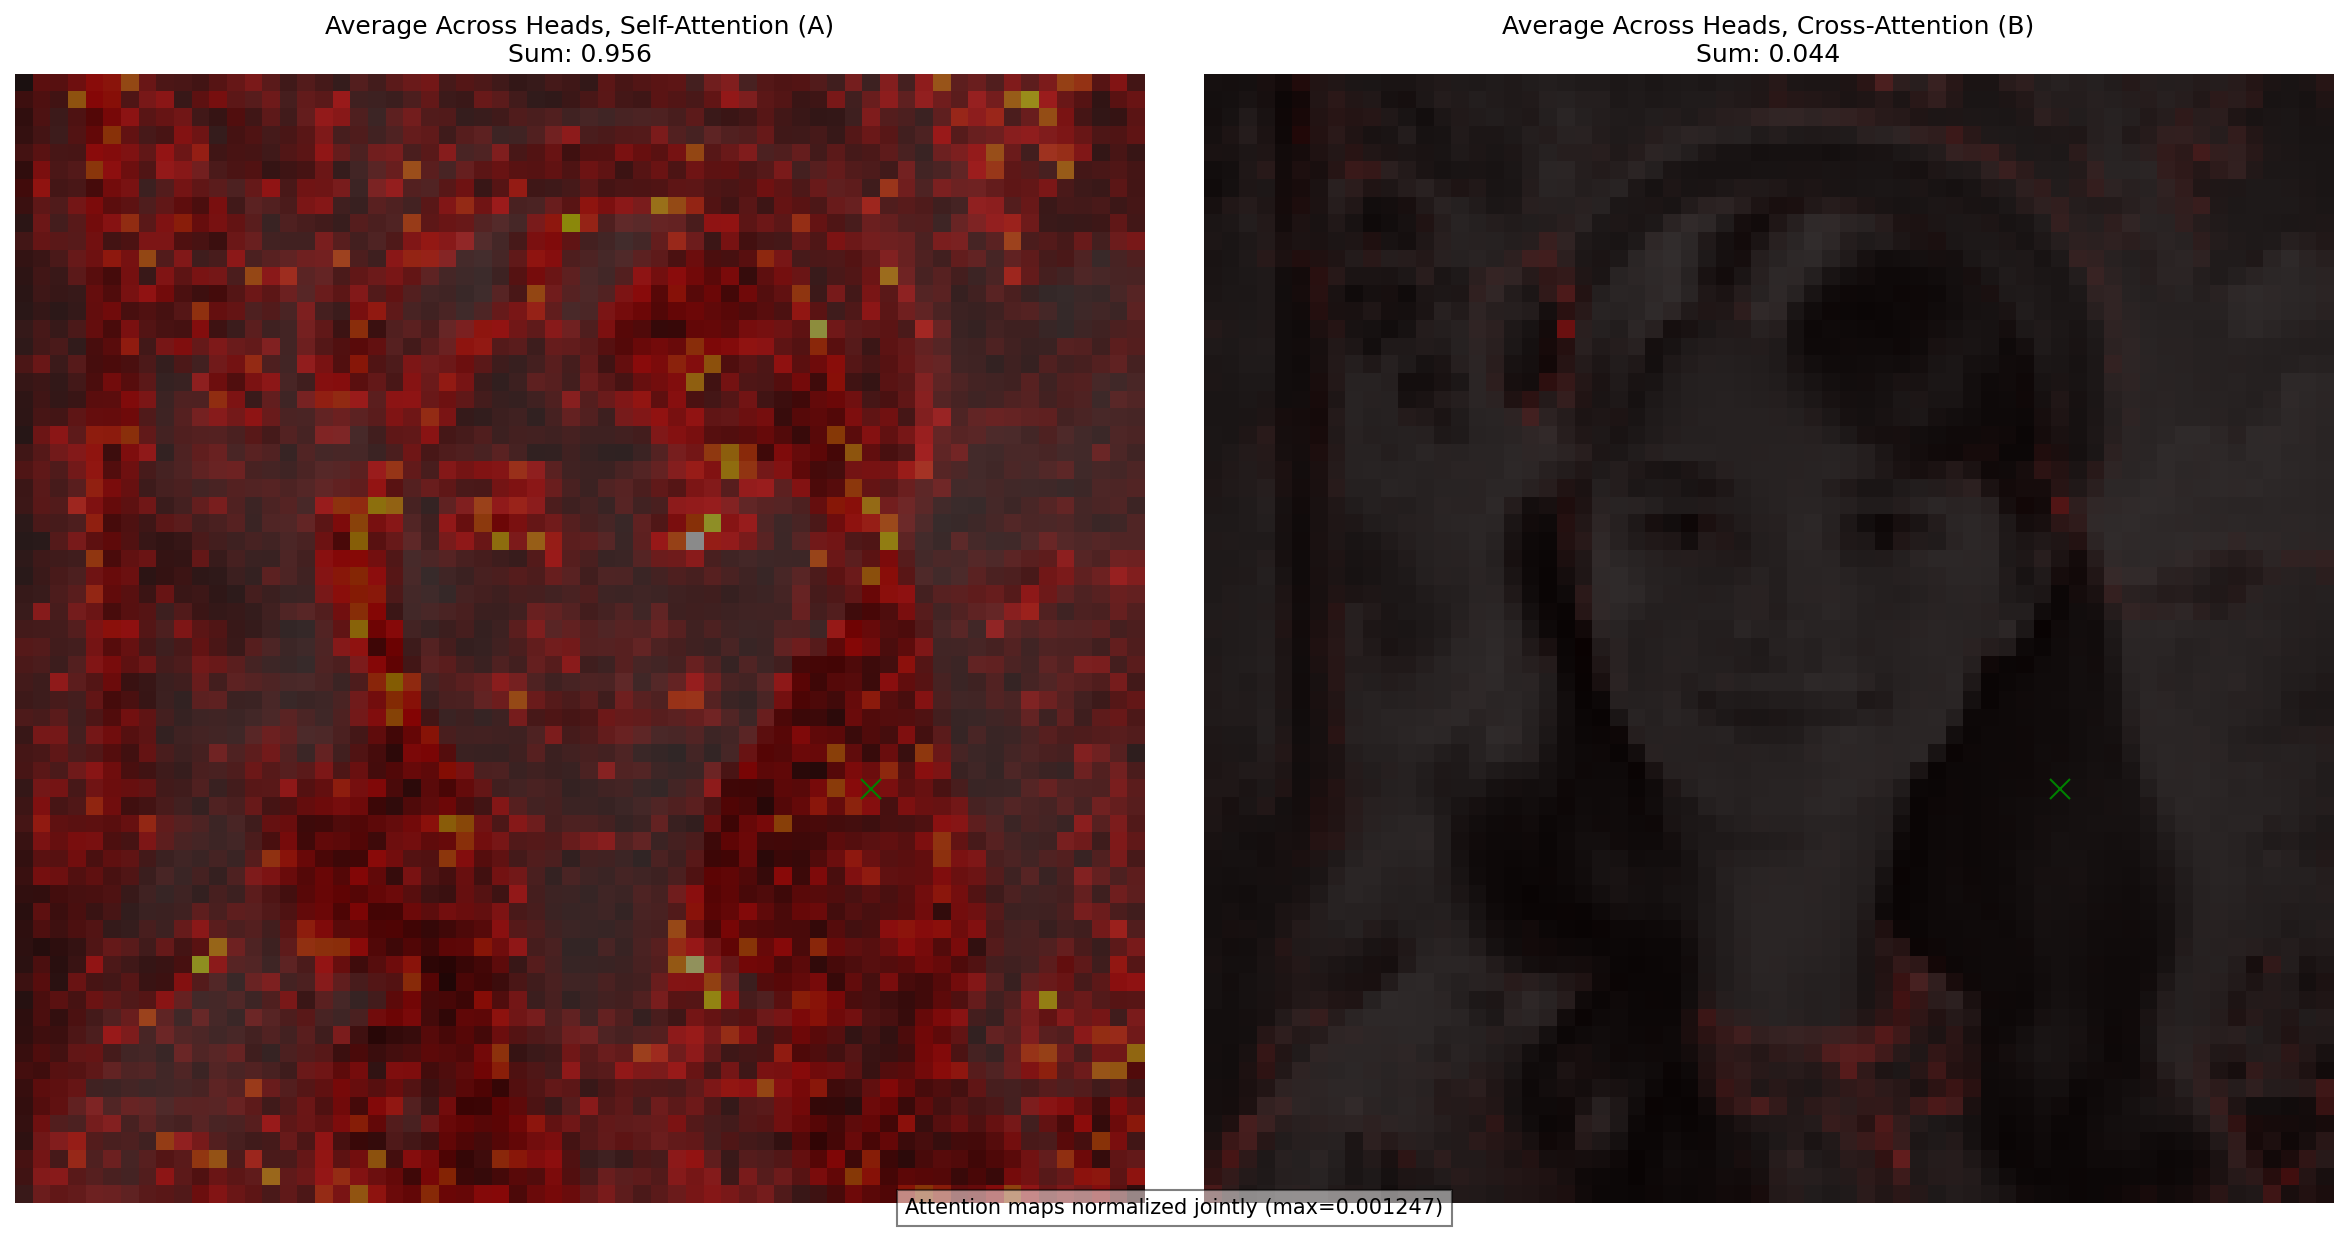 Average Across Heads, Self-Attention (A)
Sum: 0.956
Average Across Heads, Cross-Attention (B)
Sum: 0.044
Attention maps normalized jointly (max=0.001247)